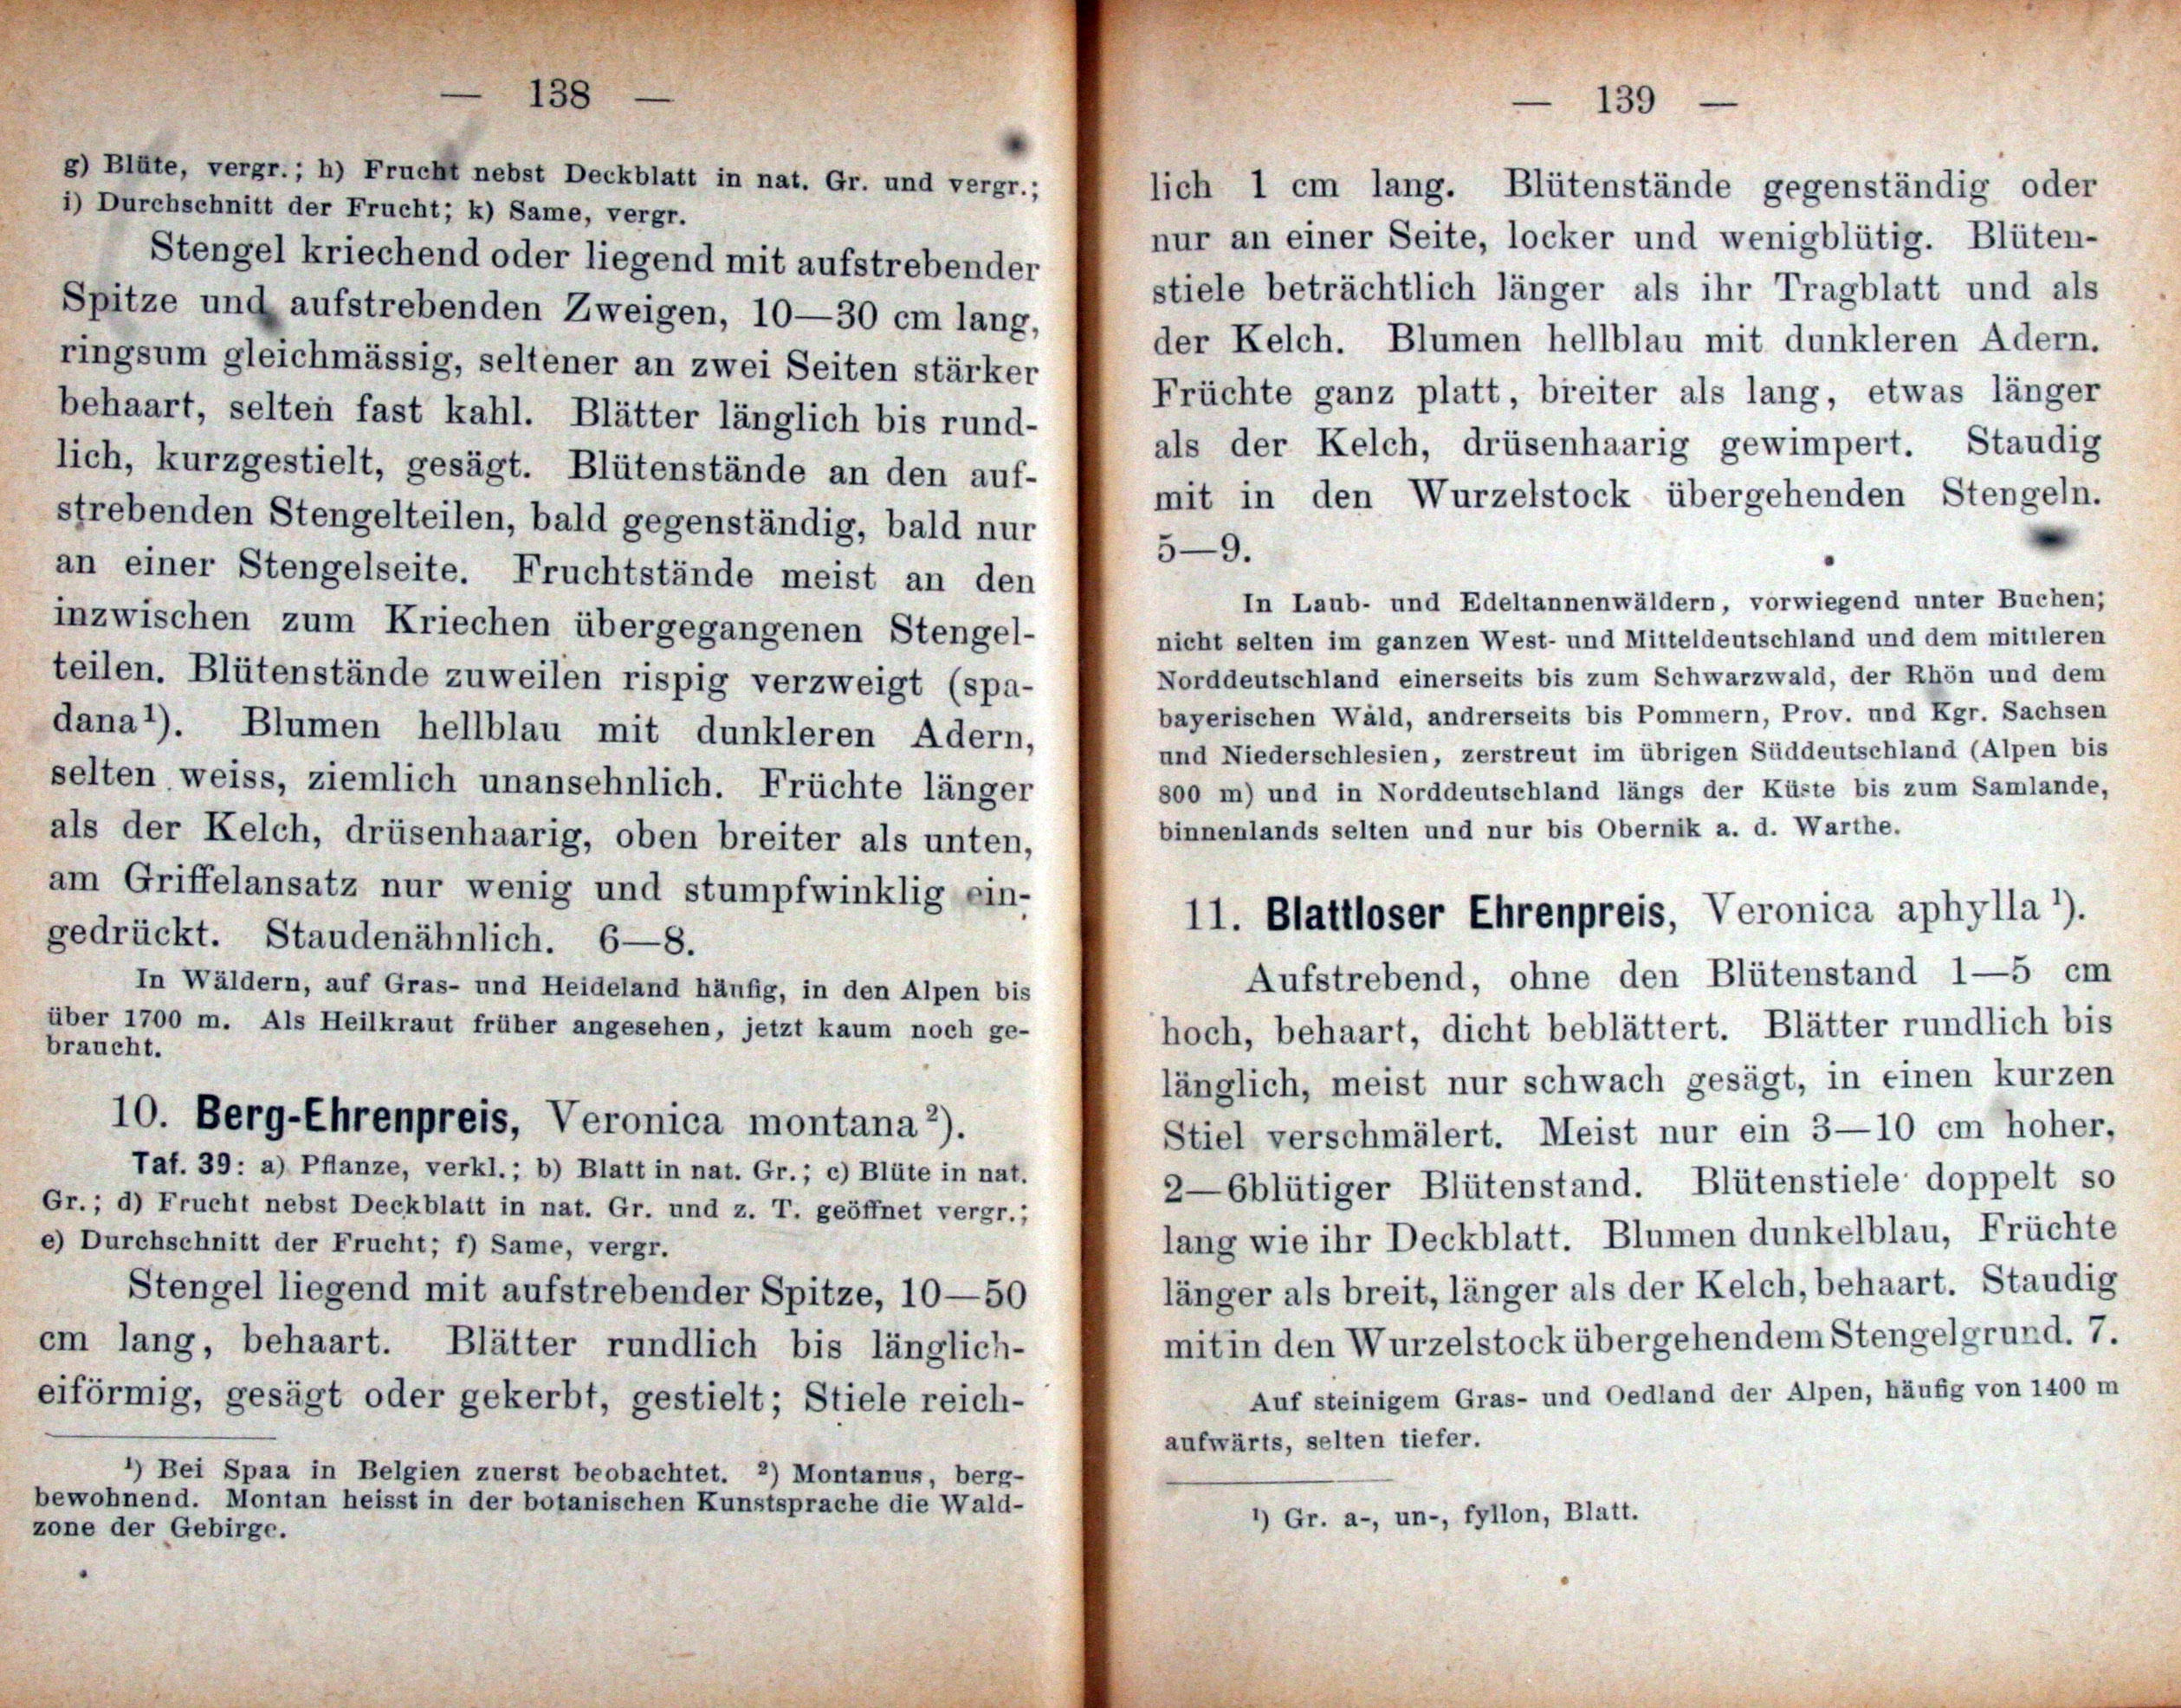 — 138 —
g) Blüte, vergr.; h) Frucht nebst Deckblatt in nat. Gr. und vergr.;
i) Durchschnitt der Frucht; k) Same, vergr.
Stengel kriechend oder liegend mit aufstrebender
Spitze und aufstrebenden Zweigen, 10—30 cm lang,
ringsum gleichmässig, seltener an zwei Seiten stärker
behaart, selten fast kahl. Blätter länglich bis rund-
lich, kurzgestielt, gesägt. Blütenstände an den auf-
strebenden Stengelteilen, bald gegenständig, bald nur
an einer Stengelseite. Fruchtstände meist an den
inzwischen zum Kriechen übergegangenen Stengel-
teilen. Blütenstände zuweilen rispig verzweigt (spa-
dana¹). Blumen hellblau mit dunkleren Adern,
selten weiss, ziemlich unansehnlich. Früchte länger
als der Kelch, drüsenhaarig, oben breiter als unten,
am Griffelansatz nur wenig und stumpfwinklig ein-
gedrückt. Staudenähnlich. 6—8.
In Wäldern, auf Gras- und Heideland häufig, in den Alpen bis
über 1700 m. Als Heilkraut früher angesehen, jetzt kaum noch ge-
braucht.
10. Berg-Ehrenpreis, Veronica montana²).
Taf. 39: a) Pflanze, verkl.; b) Blatt in nat. Gr.; c) Blüte in nat.
Gr.; d) Frucht nebst Deckblatt in nat. Gr. und z. T. geöffnet vergr.;
e) Durchschnitt der Frucht; f) Same, vergr.
Stengel liegend mit aufstrebender Spitze, 10—50
cm lang, behaart. Blätter rundlich bis länglich-
eiförmig, gesägt oder gekerbt, gestielt; Stiele reich-
¹) Bei Spaa in Belgien zuerst beobachtet. ²) Montanus, berg-
bewohnend. Montan heisst in der botanischen Kunstsprache die Wald-
zone der Gebirge.
— 139 —
lich 1 cm lang. Blütenstände gegenständig oder
nur an einer Seite, locker und wenigblütig. Blüten-
stiele beträchtlich länger als ihr Tragblatt und als
der Kelch. Blumen hellblau mit dunkleren Adern.
Früchte ganz platt, breiter als lang, etwas länger
als der Kelch, drüsenhaarig gewimpert. Staudig
mit in den Wurzelstock übergehenden Stengeln.
5—9.
In Laub- und Edeltannenwäldern, vorwiegend unter Buchen;
nicht selten im ganzen West- und Mitteldeutschland und dem mittleren
Norddeutschland einerseits bis zum Schwarzwald, der Rhön und dem
bayerischen Wald, andrerseits bis Pommern, Prov. und Kgr. Sachsen
und Niederschlesien, zerstreut im übrigen Süddeutschland (Alpen bis
800 m) und in Norddeutschland längs der Küste bis zum Samlande,
binnenlands selten und nur bis Obernik a. d. Warthe.
11. Blattloser Ehrenpreis, Veronica aphylla¹).
Aufstrebend, ohne den Blütenstand 1—5 cm
hoch, behaart, dicht beblättert. Blätter rundlich bis
länglich, meist nur schwach gesägt, in einen kurzen
Stiel verschmälert. Meist nur ein 3—10 cm hoher,
2—6blütiger Blütenstand. Blütenstiele doppelt so
lang wie ihr Deckblatt. Blumen dunkelblau, Früchte
länger als breit, länger als der Kelch, behaart. Staudig
mit in den Wurzelstock übergehendem Stengelgrund. 7.
Auf steinigem Gras- und Oedland der Alpen, häufig von 1400 m
aufwärts, selten tiefer.
¹) Gr. a-, un-, fyllon, Blatt.